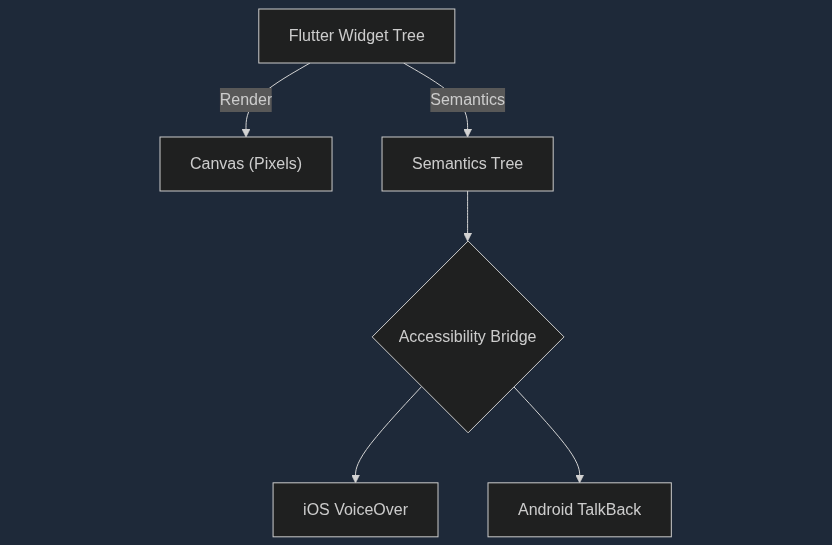 Flutter Widget Tree
Render
Semantics
Canvas (Pixels)
Semantics Tree
Accessibility Bridge
iOS VoiceOver
Android TalkBack